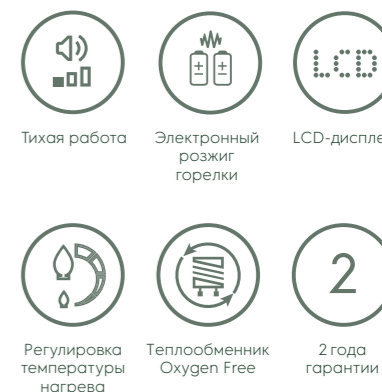 LCD
Тихая работа
Электронный
розжиг
горелки
LCD-диспле
2
Регулировка
температуры
нагрева
Теплообменник
Oxygen Free
2 года
гарантии